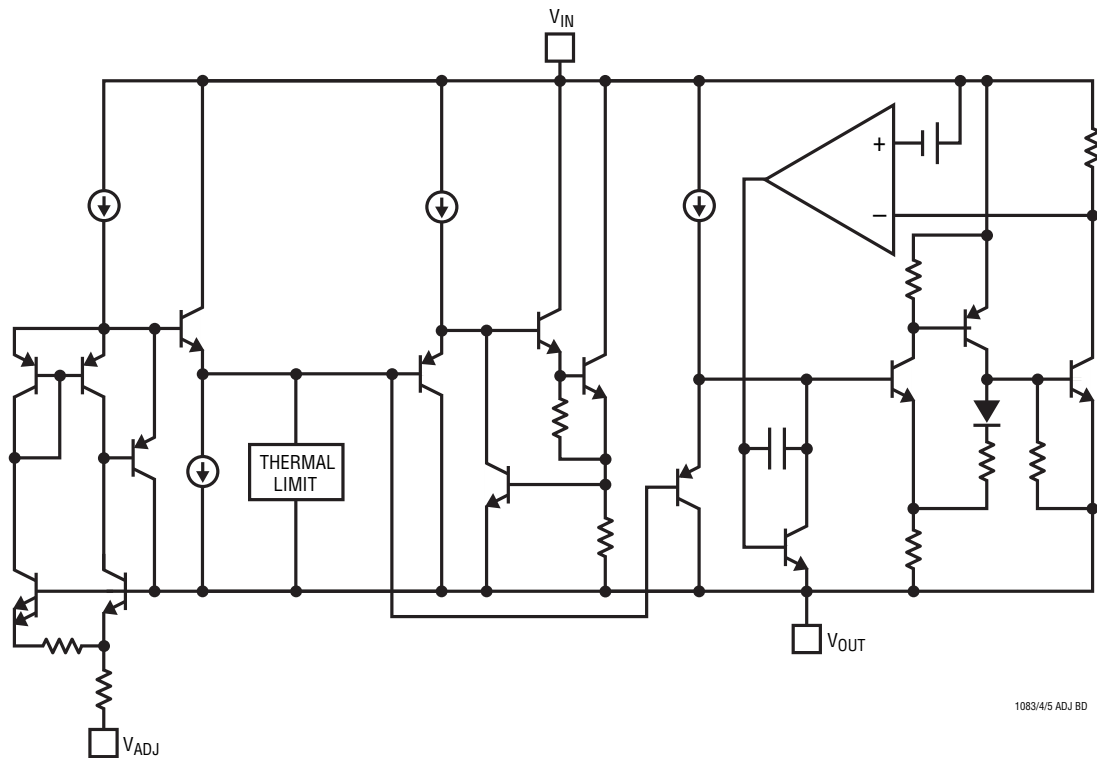 VIN
+
–
THERMAL
LIMIT
VOUT
1083/4/5 ADJ BD
VADJ